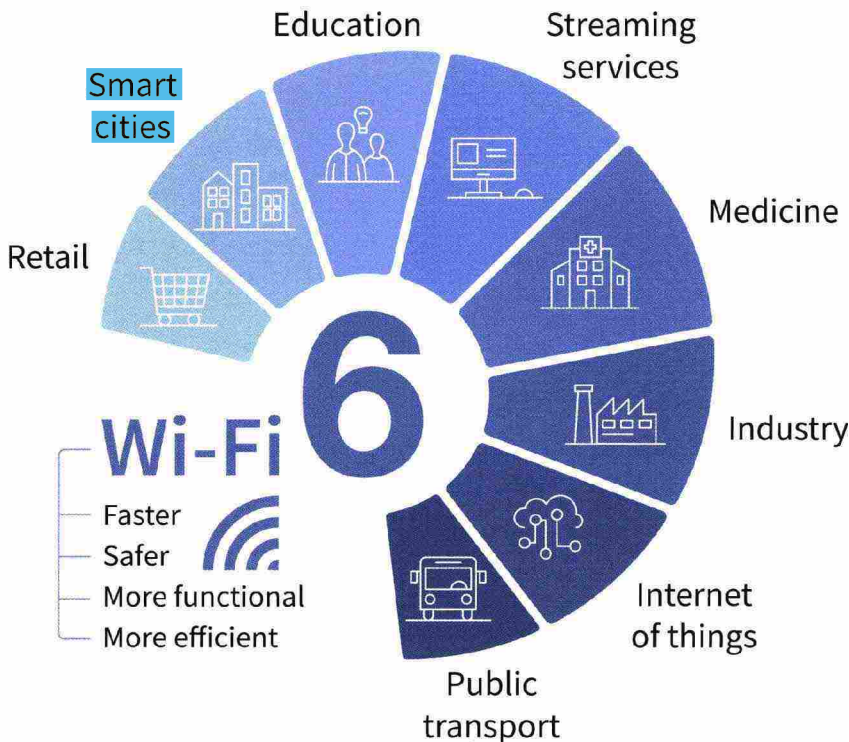 Education
Streaming
services
Smart
cities
Medicine
Retail
6
Industry
Wi-Fi
Faster
Safer
More functional
More efficient
Internet
of things
Public
transport